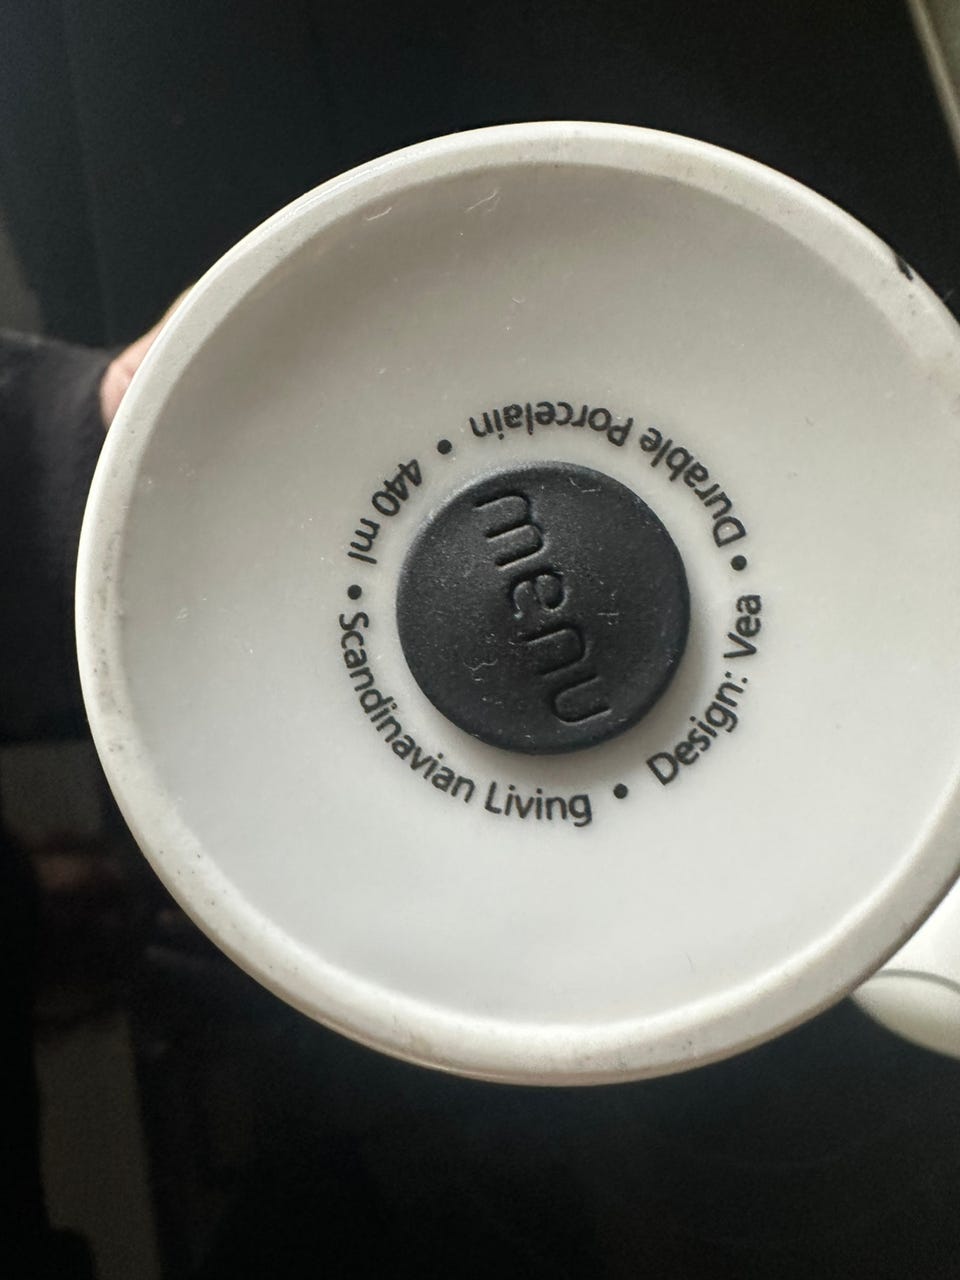 menu
Scandinavian Living • Design: Vea • Durable Porcelain • 440 ml •